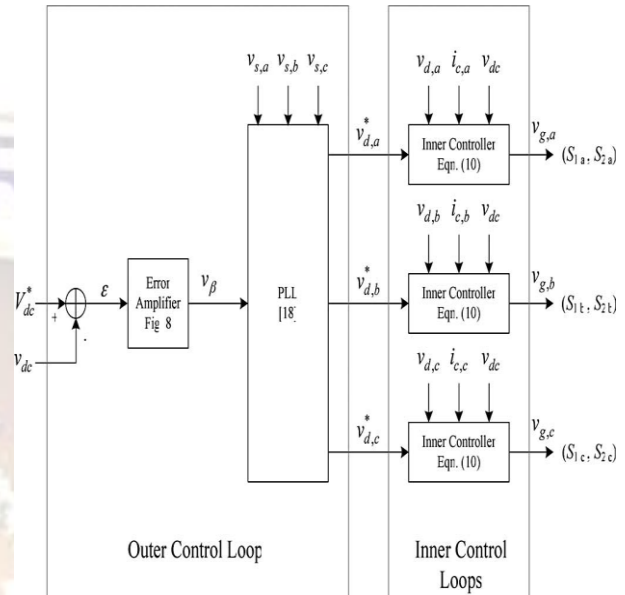 v_{s,a} v_{s,b} v_{s,c}
v_{d,a} i_{c,a} v_{dc}
v^*_{d,a}
Inner Controller
Eqn. (10)
v_{g,a}
(S_{1a}, S_{2a})
v_{d,b} i_{c,b} v_{dc}
V^*_{dc}
+
-
v_{dc}
ε
Error
Amplifier
Fig 8
v_β
PLL
[18]
v^*_{d,b}
Inner Controller
Eqn. (10)
v_{g,b}
(S_{1b}, S_{2b})
v_{d,c} i_{c,c} v_{dc}
v^*_{d,c}
Inner Controller
Eqn. (10)
v_{g,c}
(S_{1c}, S_{2c})
Outer Control Loop
Inner Control
Loops